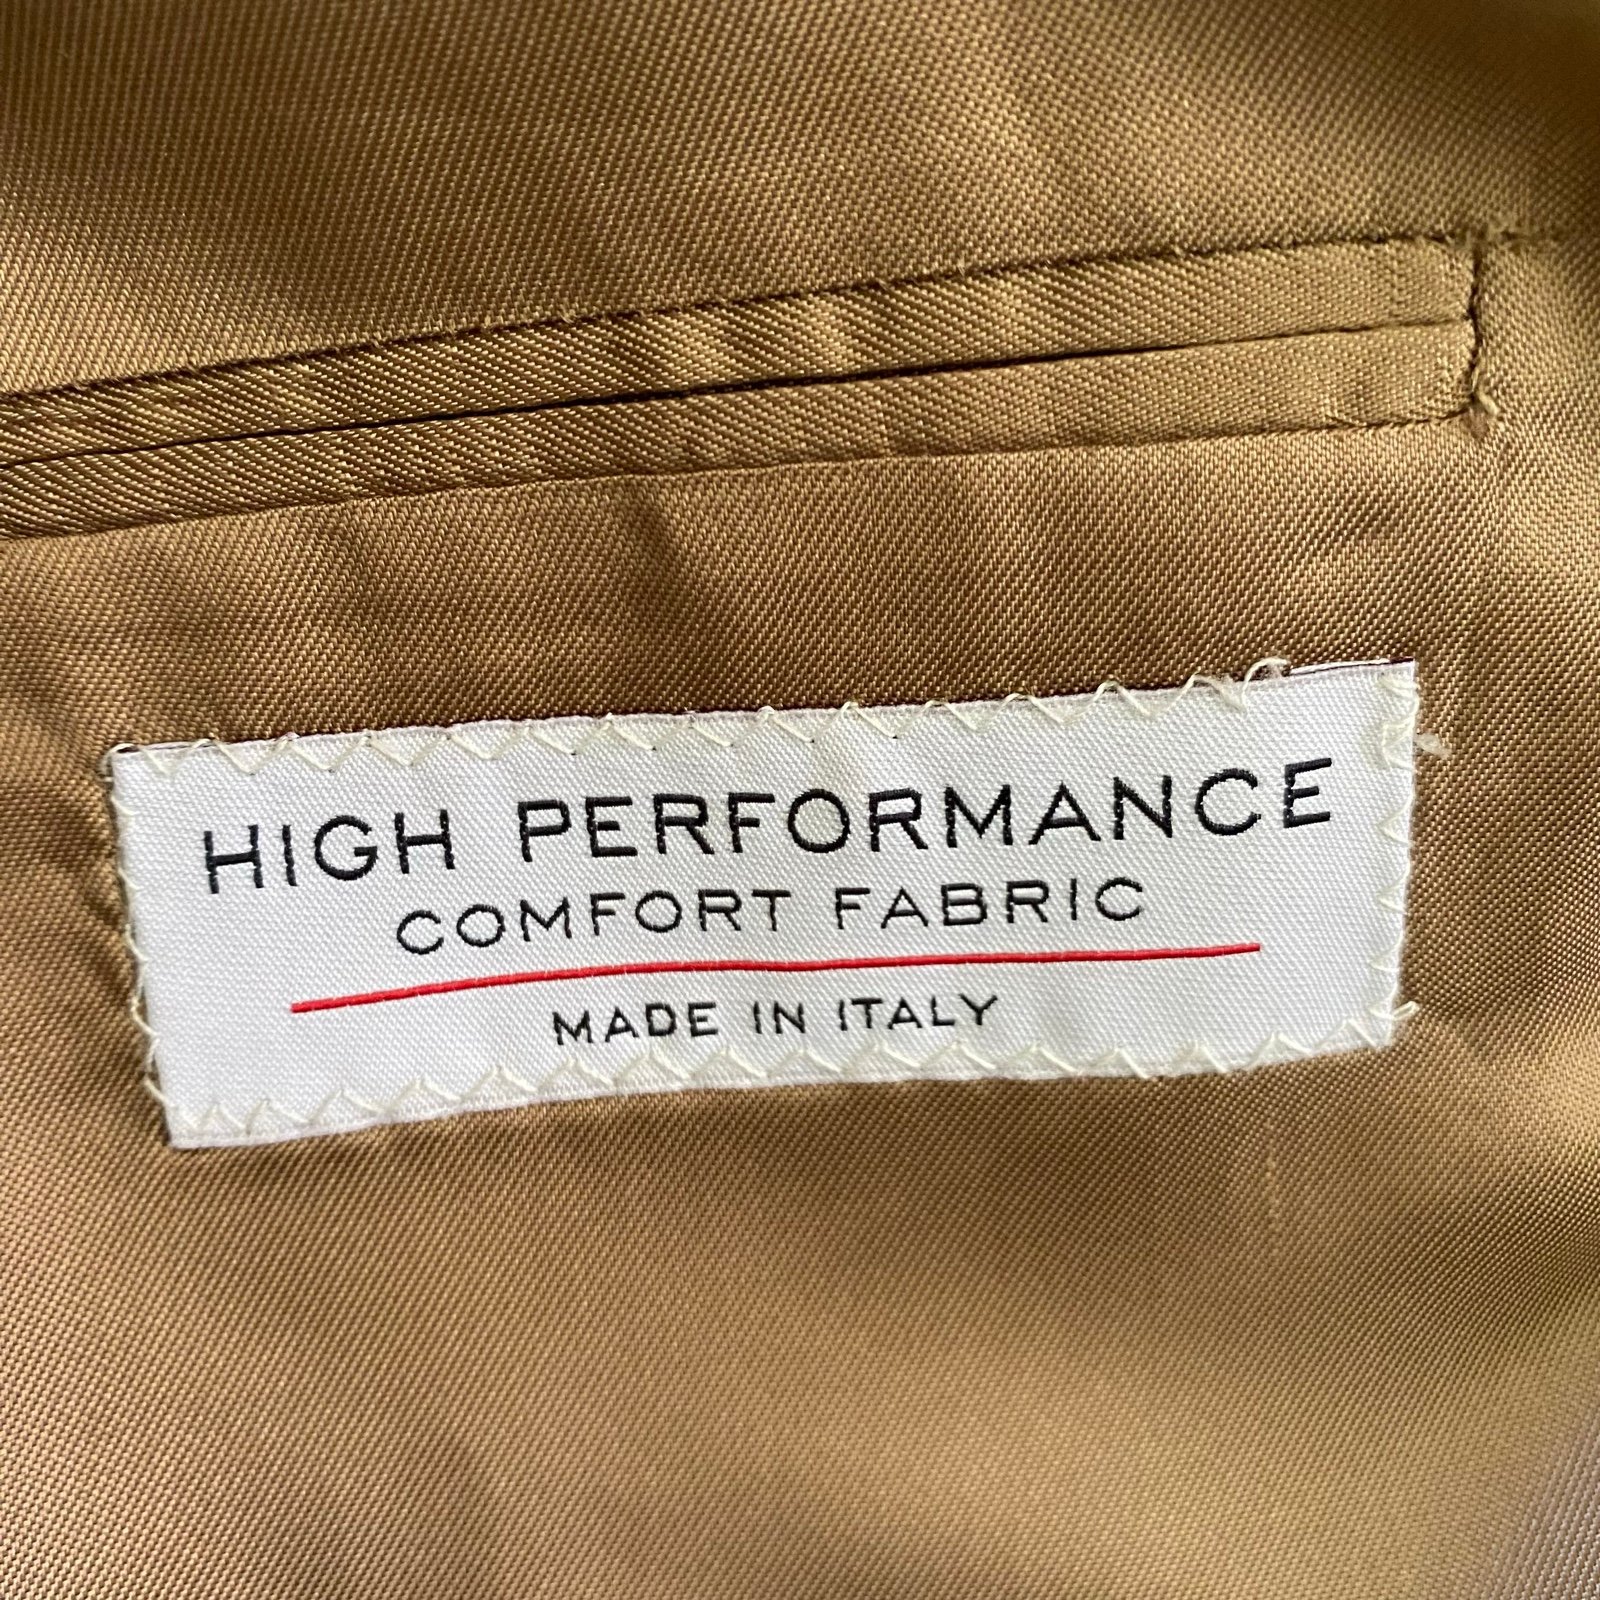 HIGH PERFORMANCE
COMFORT FABRIC
MADE IN ITALY